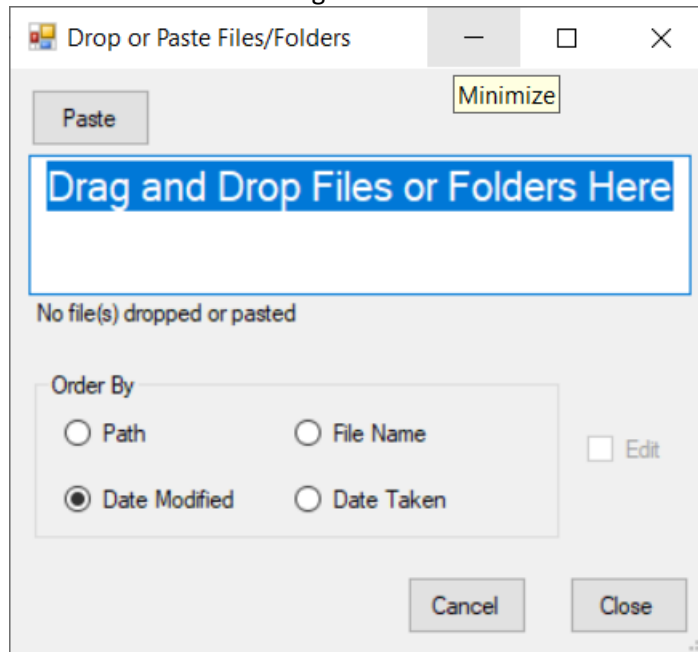 Drop or Paste Files/Folders
Minimize
Paste
Drag and Drop Files or Folders Here
No file(s) dropped or pasted
Order By
Path File Name
Edit
Date Modified Date Taken
Cancel Close